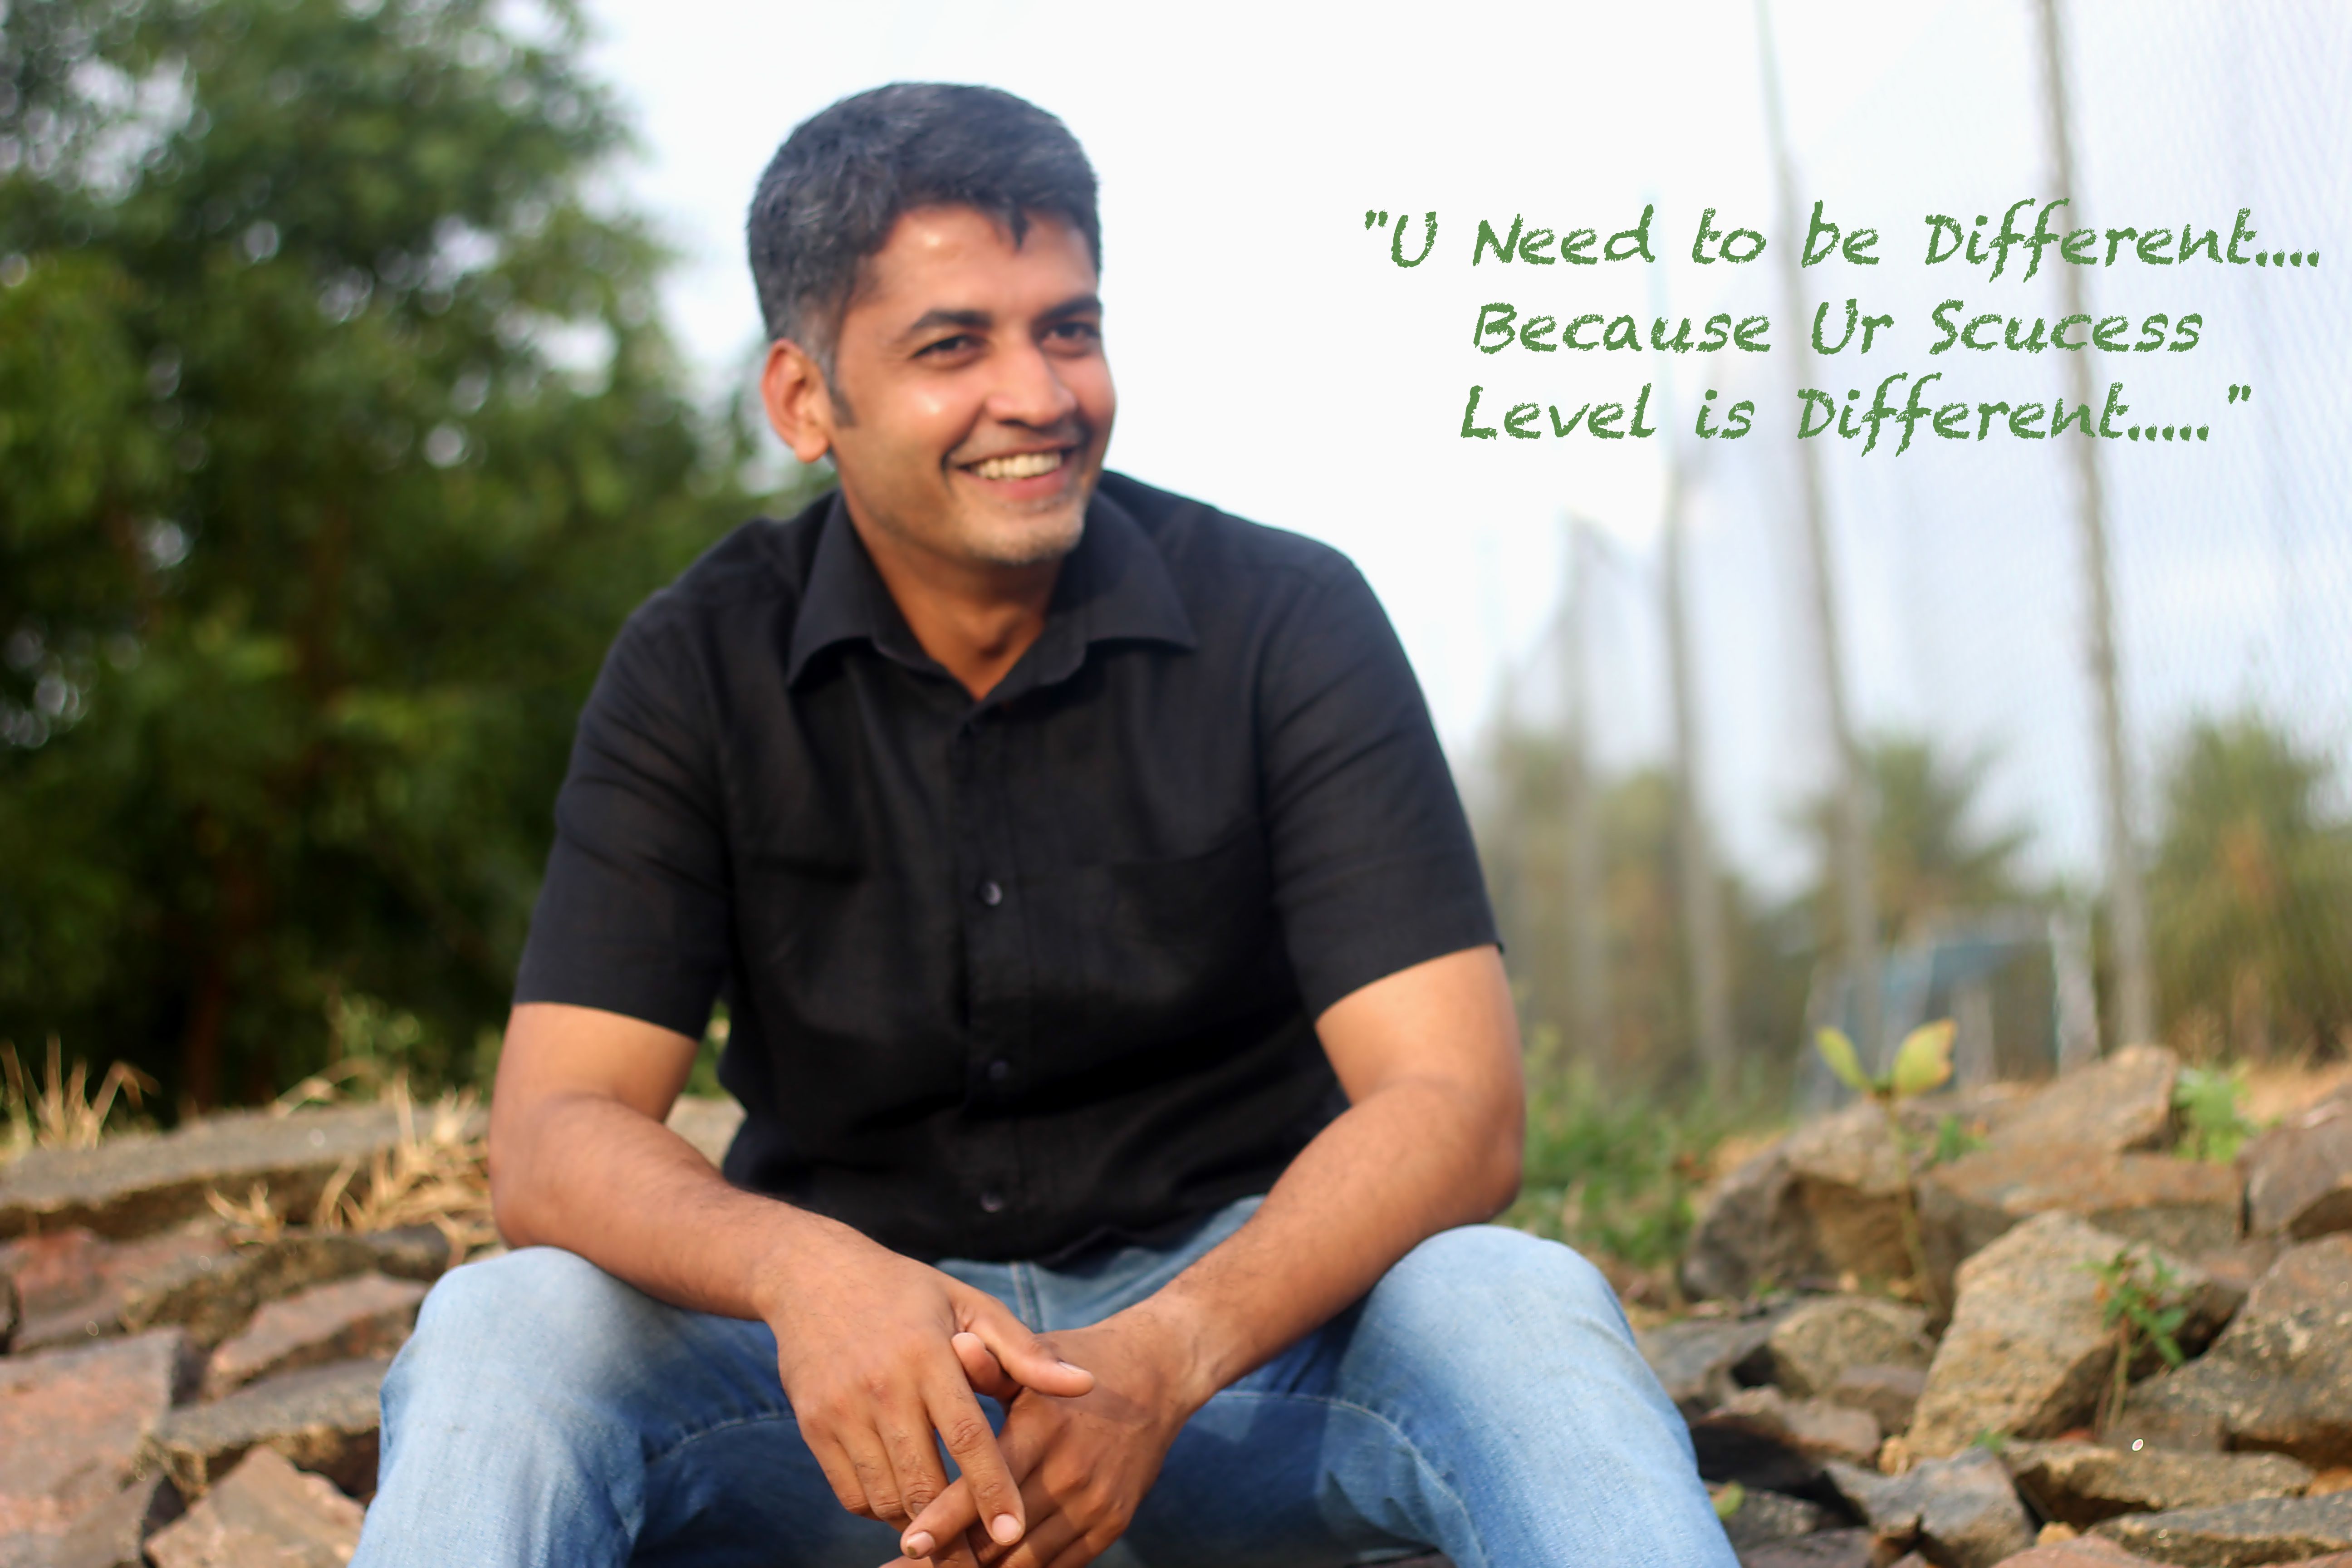 "U Need to be Different....
Because Ur Scucess
Level is Different....."